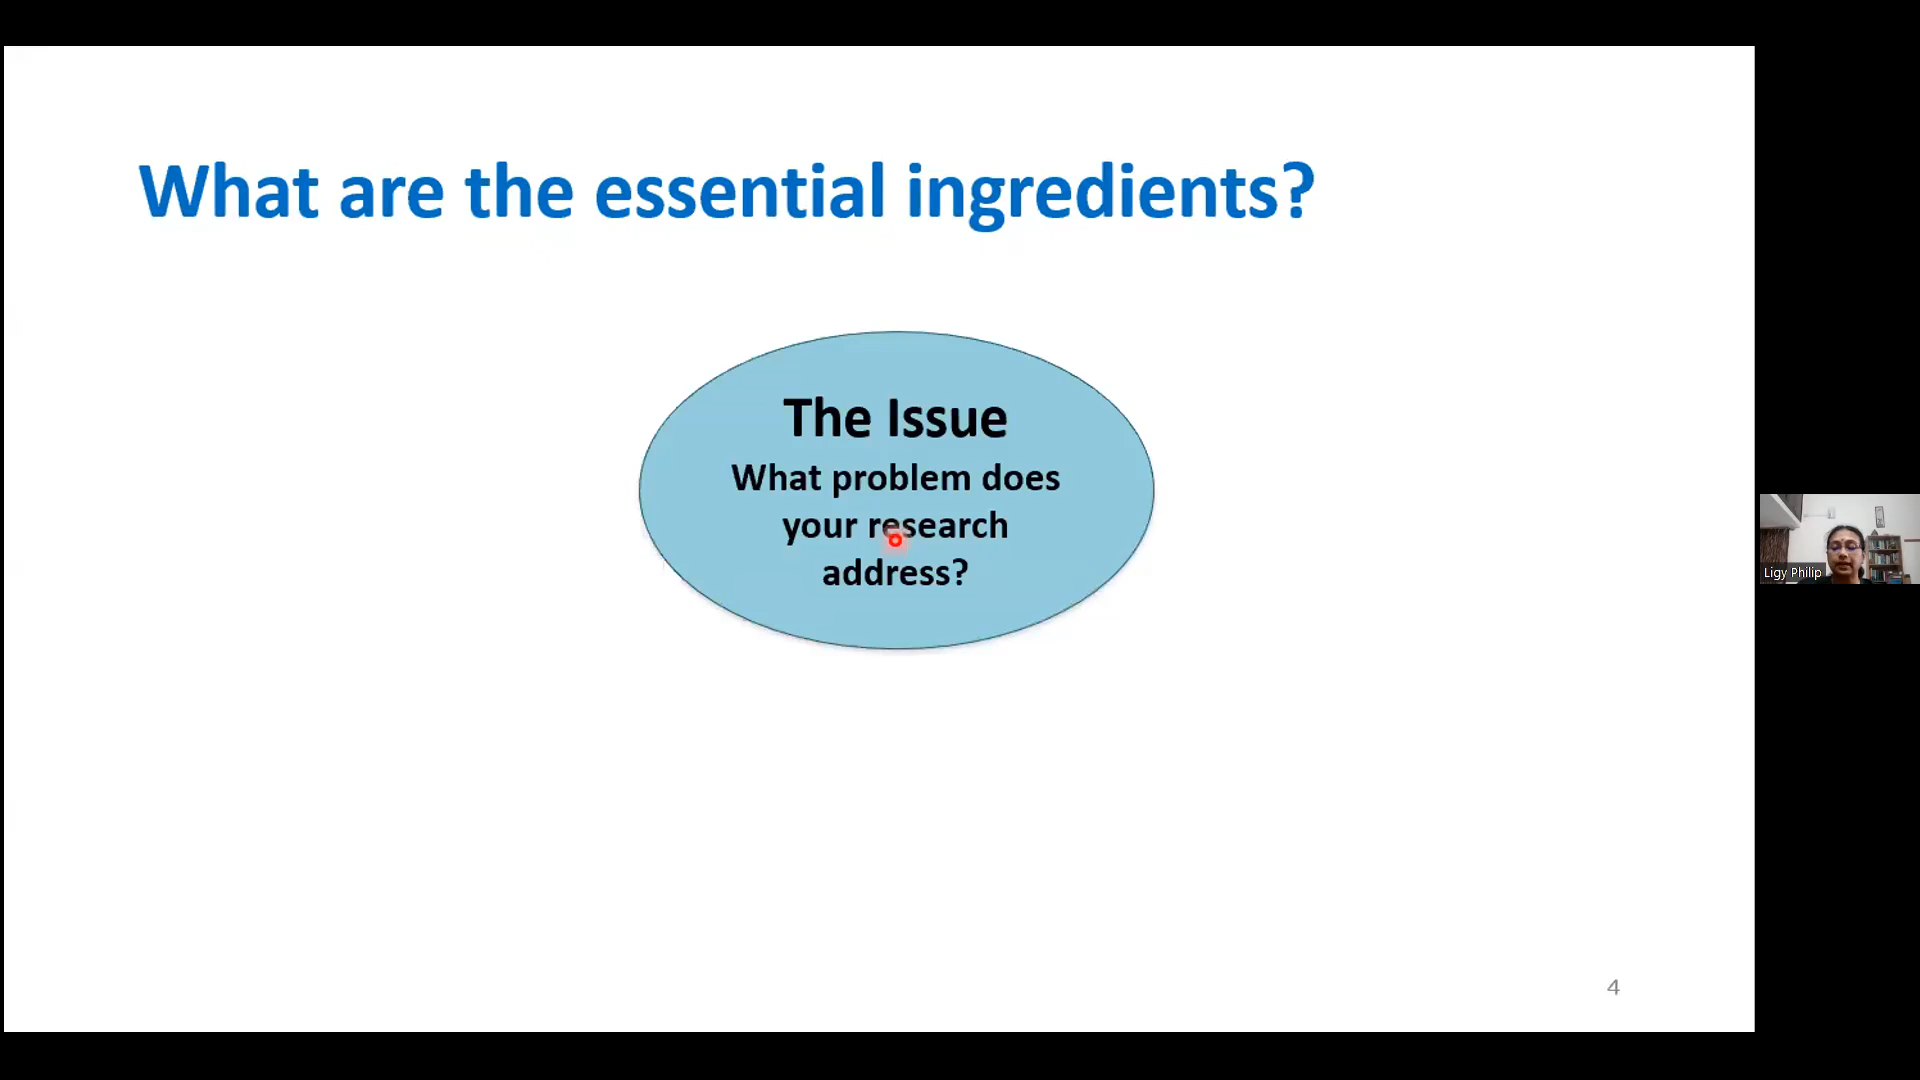 What are the essential ingredients?
The Issue
What problem does
your research
address?
Ligy Philip
4